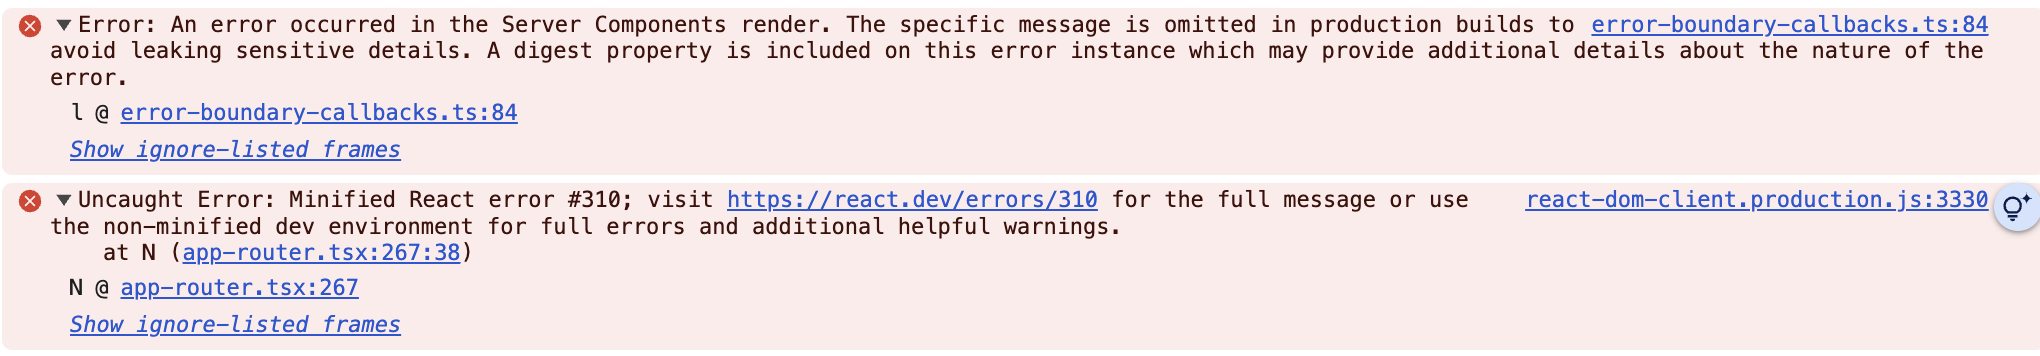 Error: An error occurred in the Server Components render. The specific message is omitted in production builds to error-boundary-callbacks.ts:84
avoid leaking sensitive details. A digest property is included on this error instance which may provide additional details about the nature of the
error.
l @ error-boundary-callbacks.ts:84
Show ignore-listed frames
Uncaught Error: Minified React error #310; visit https://react.dev/errors/310 for the full message or use react-dom-client.production.js:3330
the non-minified dev environment for full errors and additional helpful warnings.
at N (app-router.tsx:267:38)
N @ app-router.tsx:267
Show ignore-listed frames